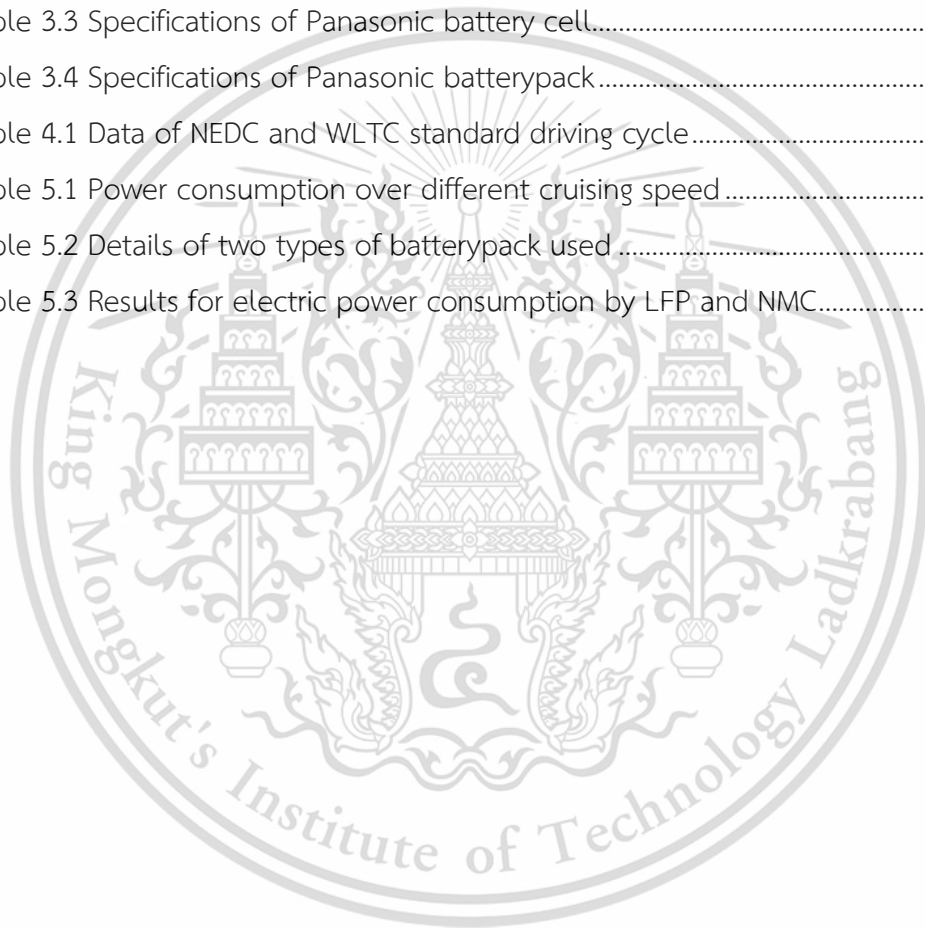 ble 3.3 Specifications of Panasonic battery cell
ble 3.4 Specifications of Panasonic batterypack
ble 4.1 Data of NEDC and WLTC standard driving cycle
ble 5.1 Power consumption over different cruising speed
ble 5.2 Details of two types of batterypack used
ble 5.3 Results for electric power consumption by LFP and NMC
King Mongkut's Institute of Technology Ladkrabang